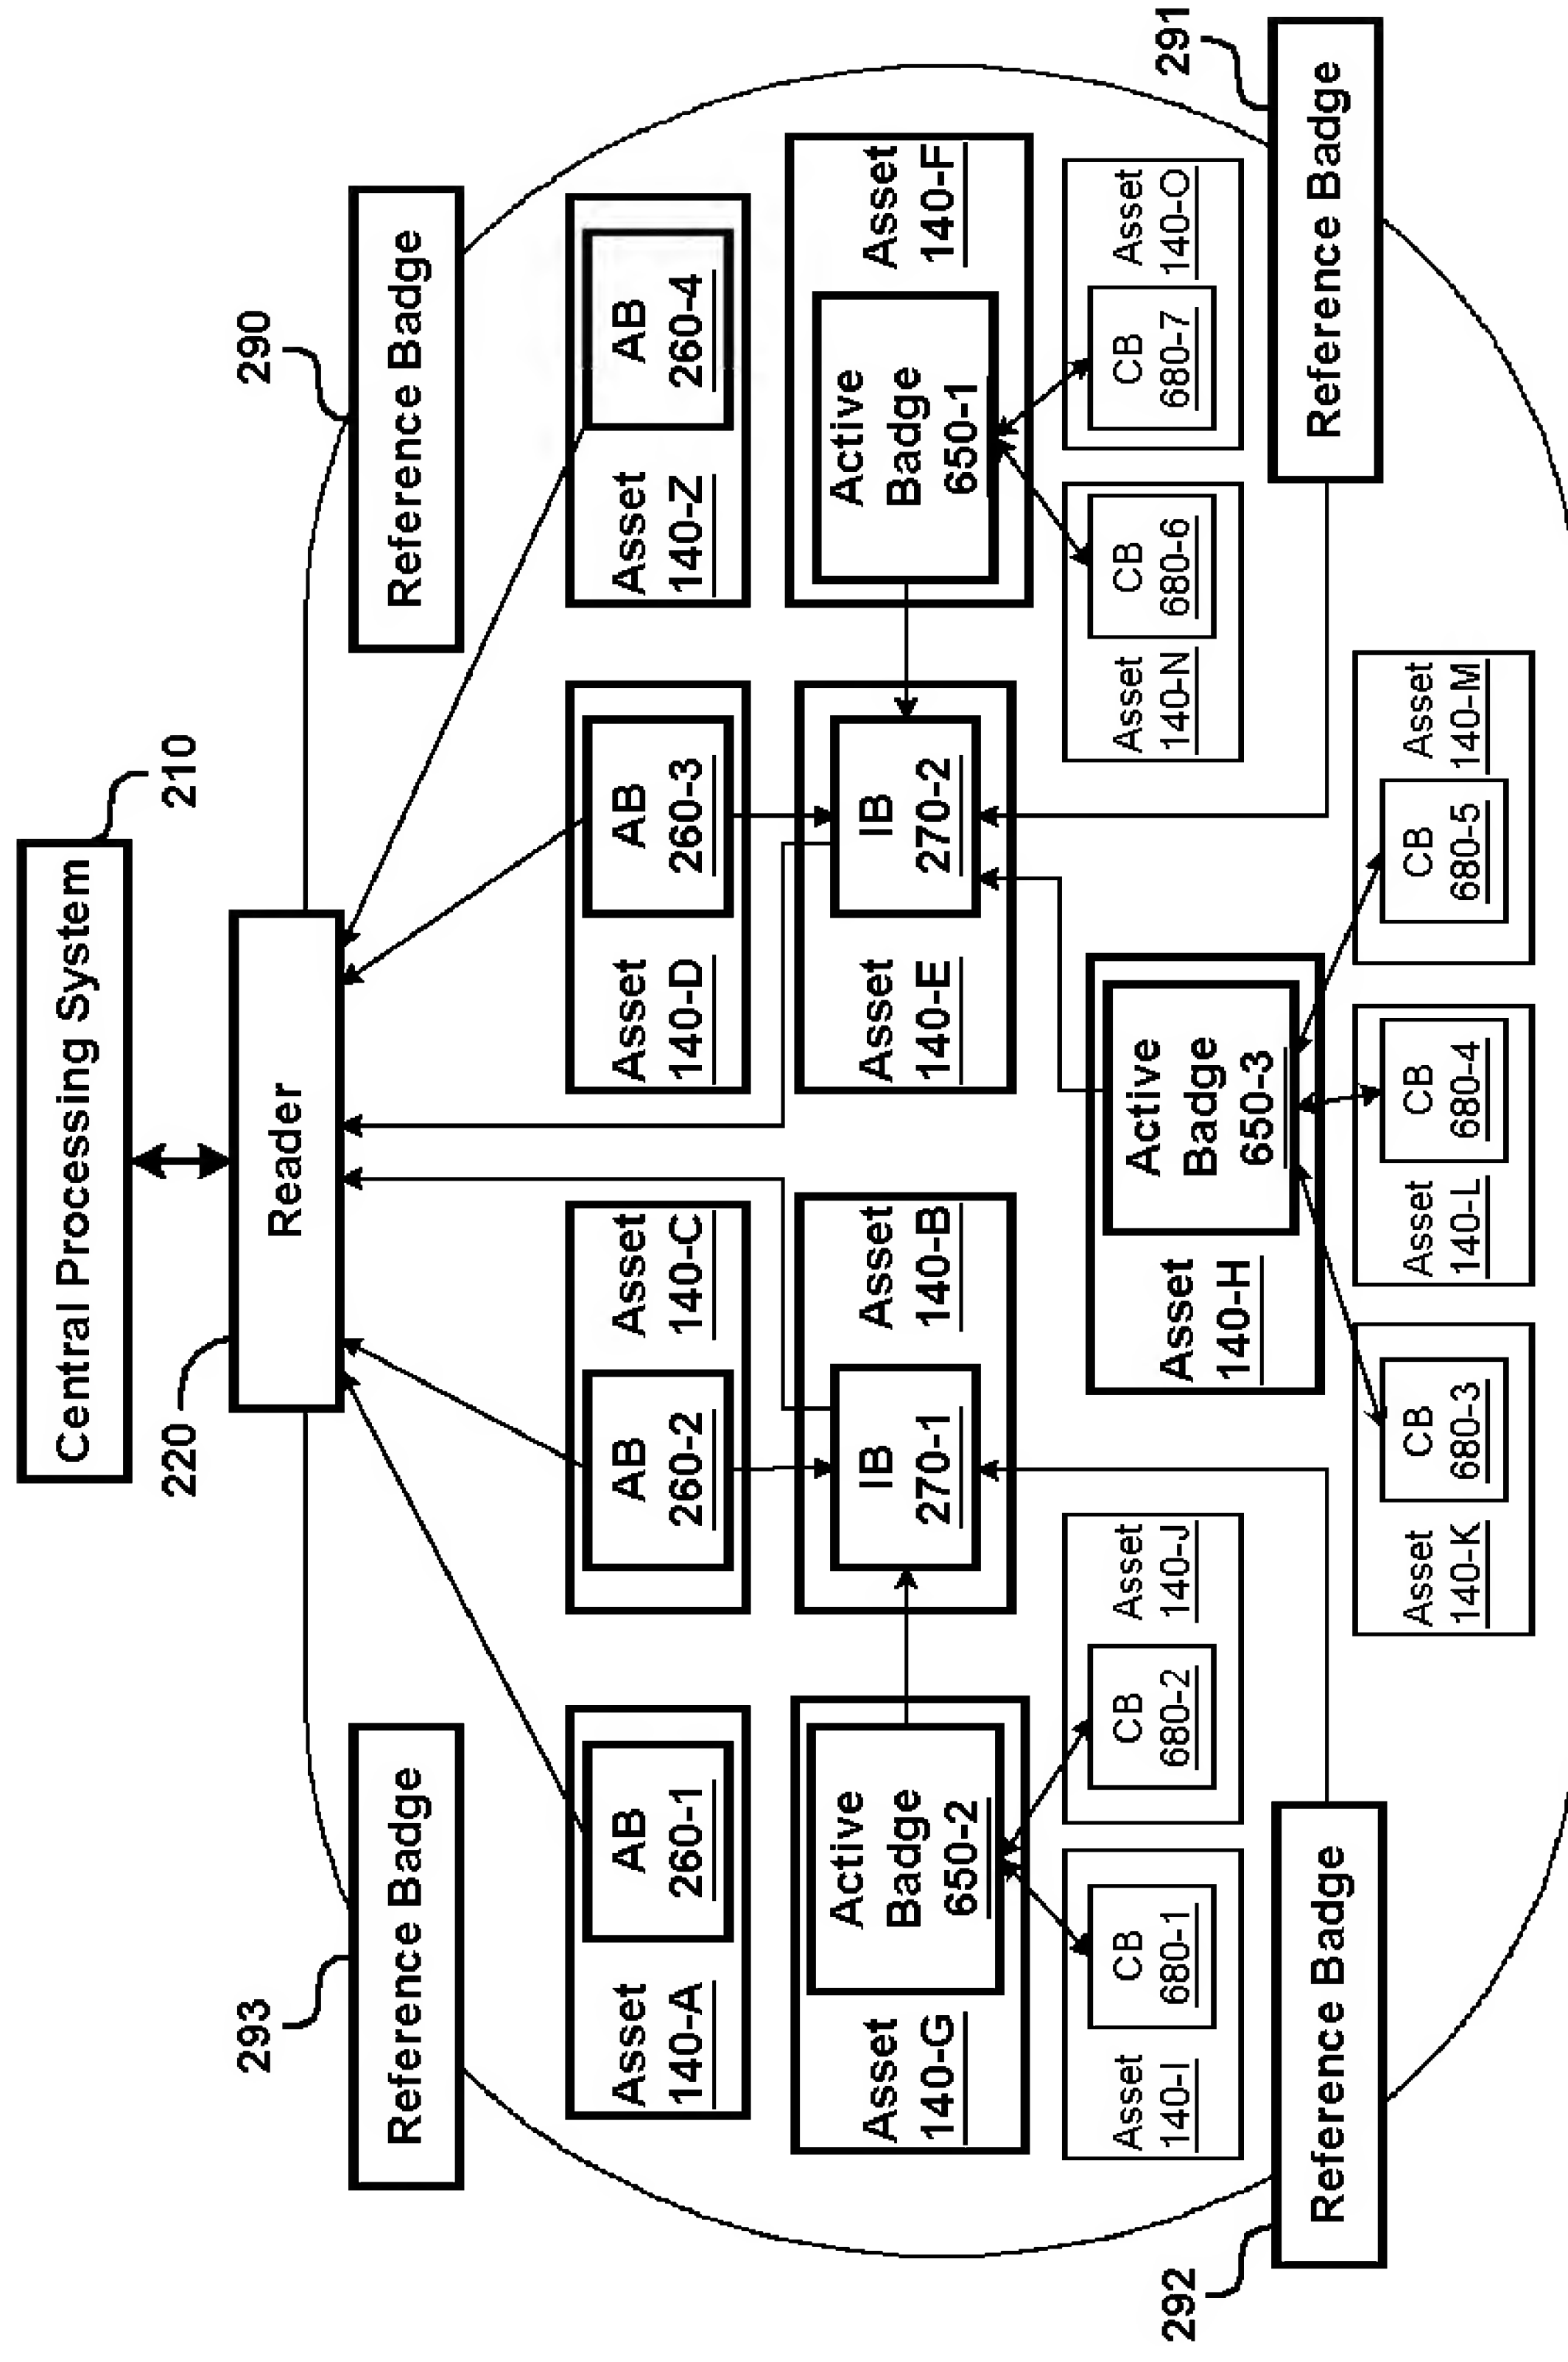 Central Processing System
210
220
Reader
293
Reference Badge
290
Reference Badge
Asset
140-A
AB
260-1
AB
260-2
Asset
140-C
Asset
140-D
AB
260-3
Asset
140-Z
AB
260-4
Asset
140-G
Active
Badge
650-2
IB
270-1
Asset
140-B
Asset
140-E
IB
270-2
Active
Badge
650-1
Asset
140-F
Asset
140-I
CB
680-1
CB
680-2
Asset
140-J
Asset
140-H
Active
Badge
650-3
Asset
140-N
CB
680-6
CB
680-7
Asset
140-O
292
Reference Badge
291
Reference Badge
Asset
140-K
CB
680-3
Asset
140-L
CB
680-4
CB
680-5
Asset
140-M